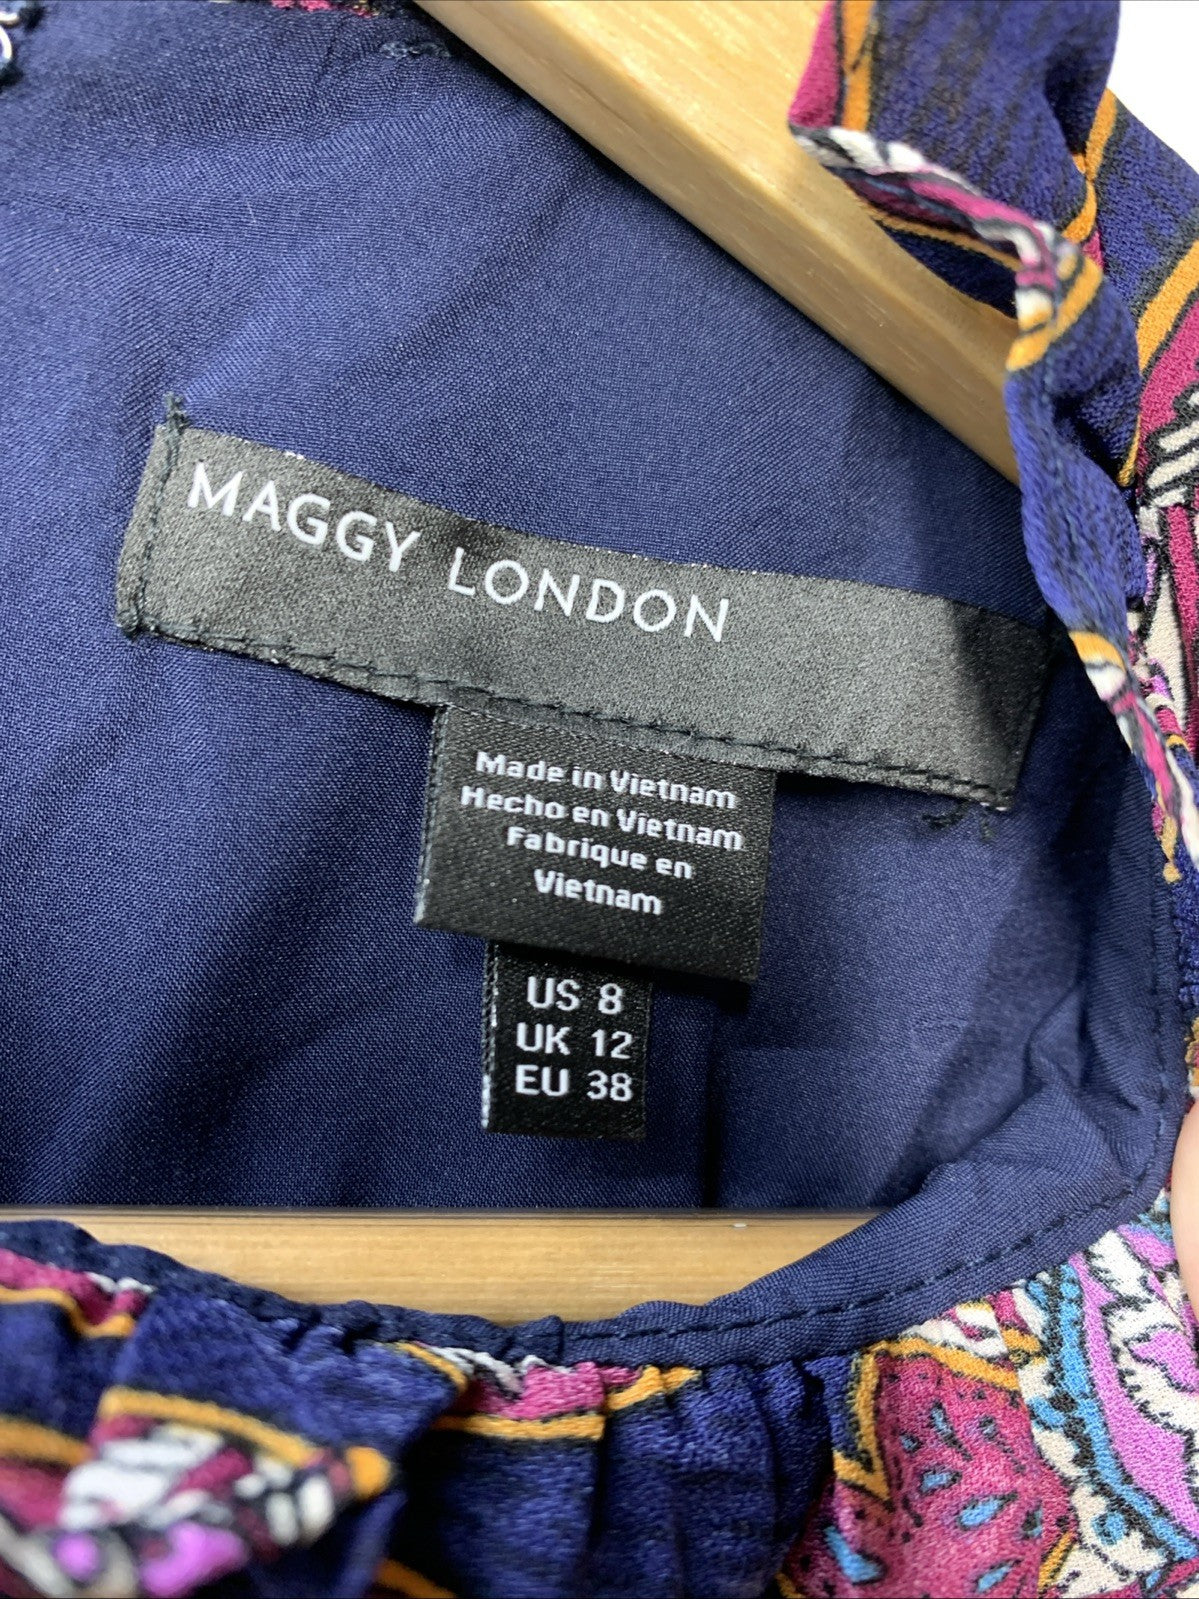 MAGGY LONDON
Made in Vietnam
Hecho en Vietnam
Fabrique en
Vietnam
US 8
UK 12
EU 38